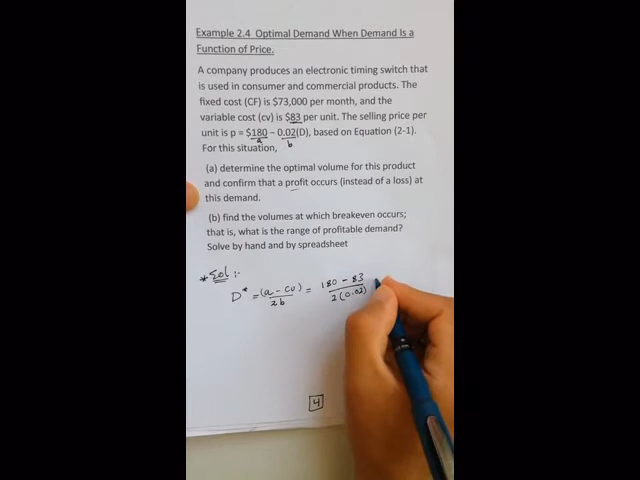 Example 2.4 Optimal Demand When Demand Is a
Function of Price.
A company produces an electronic timing switch that
is used in consumer and commercial products. The
fixed cost (CF) is $73,000 per month, and the
variable cost (cv) is $83 per unit. The selling price per
unit is p = $180 – 0.02(D), based on Equation (2-1).
a b
For this situation,
(a) determine the optimal volume for this product
and confirm that a profit occurs (instead of a loss) at
this demand.
(b) find the volumes at which breakeven occurs;
that is, what is the range of profitable demand?
Solve by hand and by spreadsheet
* Sol :-
D* = (a - cv) / 2b = 180 - 83 / 2(0.02)
4